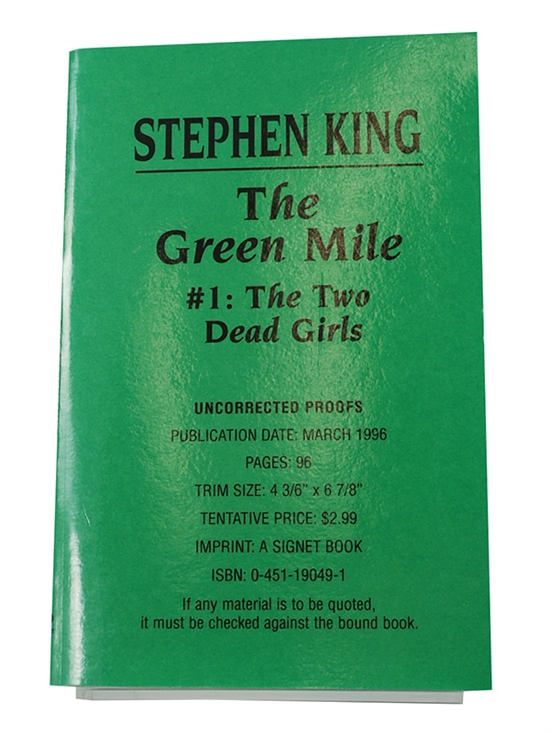 STEPHEN KING
The
Green Mile
#1: The Two
Dead Girls
UNCORRECTED PROOFS
PUBLICATION DATE: MARCH 1996
PAGES: 96
TRIM SIZE: 4 3/6" x 6 7/8"
TENTATIVE PRICE: $2.99
IMPRINT: A SIGNET BOOK
ISBN: 0-451-19049-1
If any material is to be quoted,
it must be checked against the bound book.